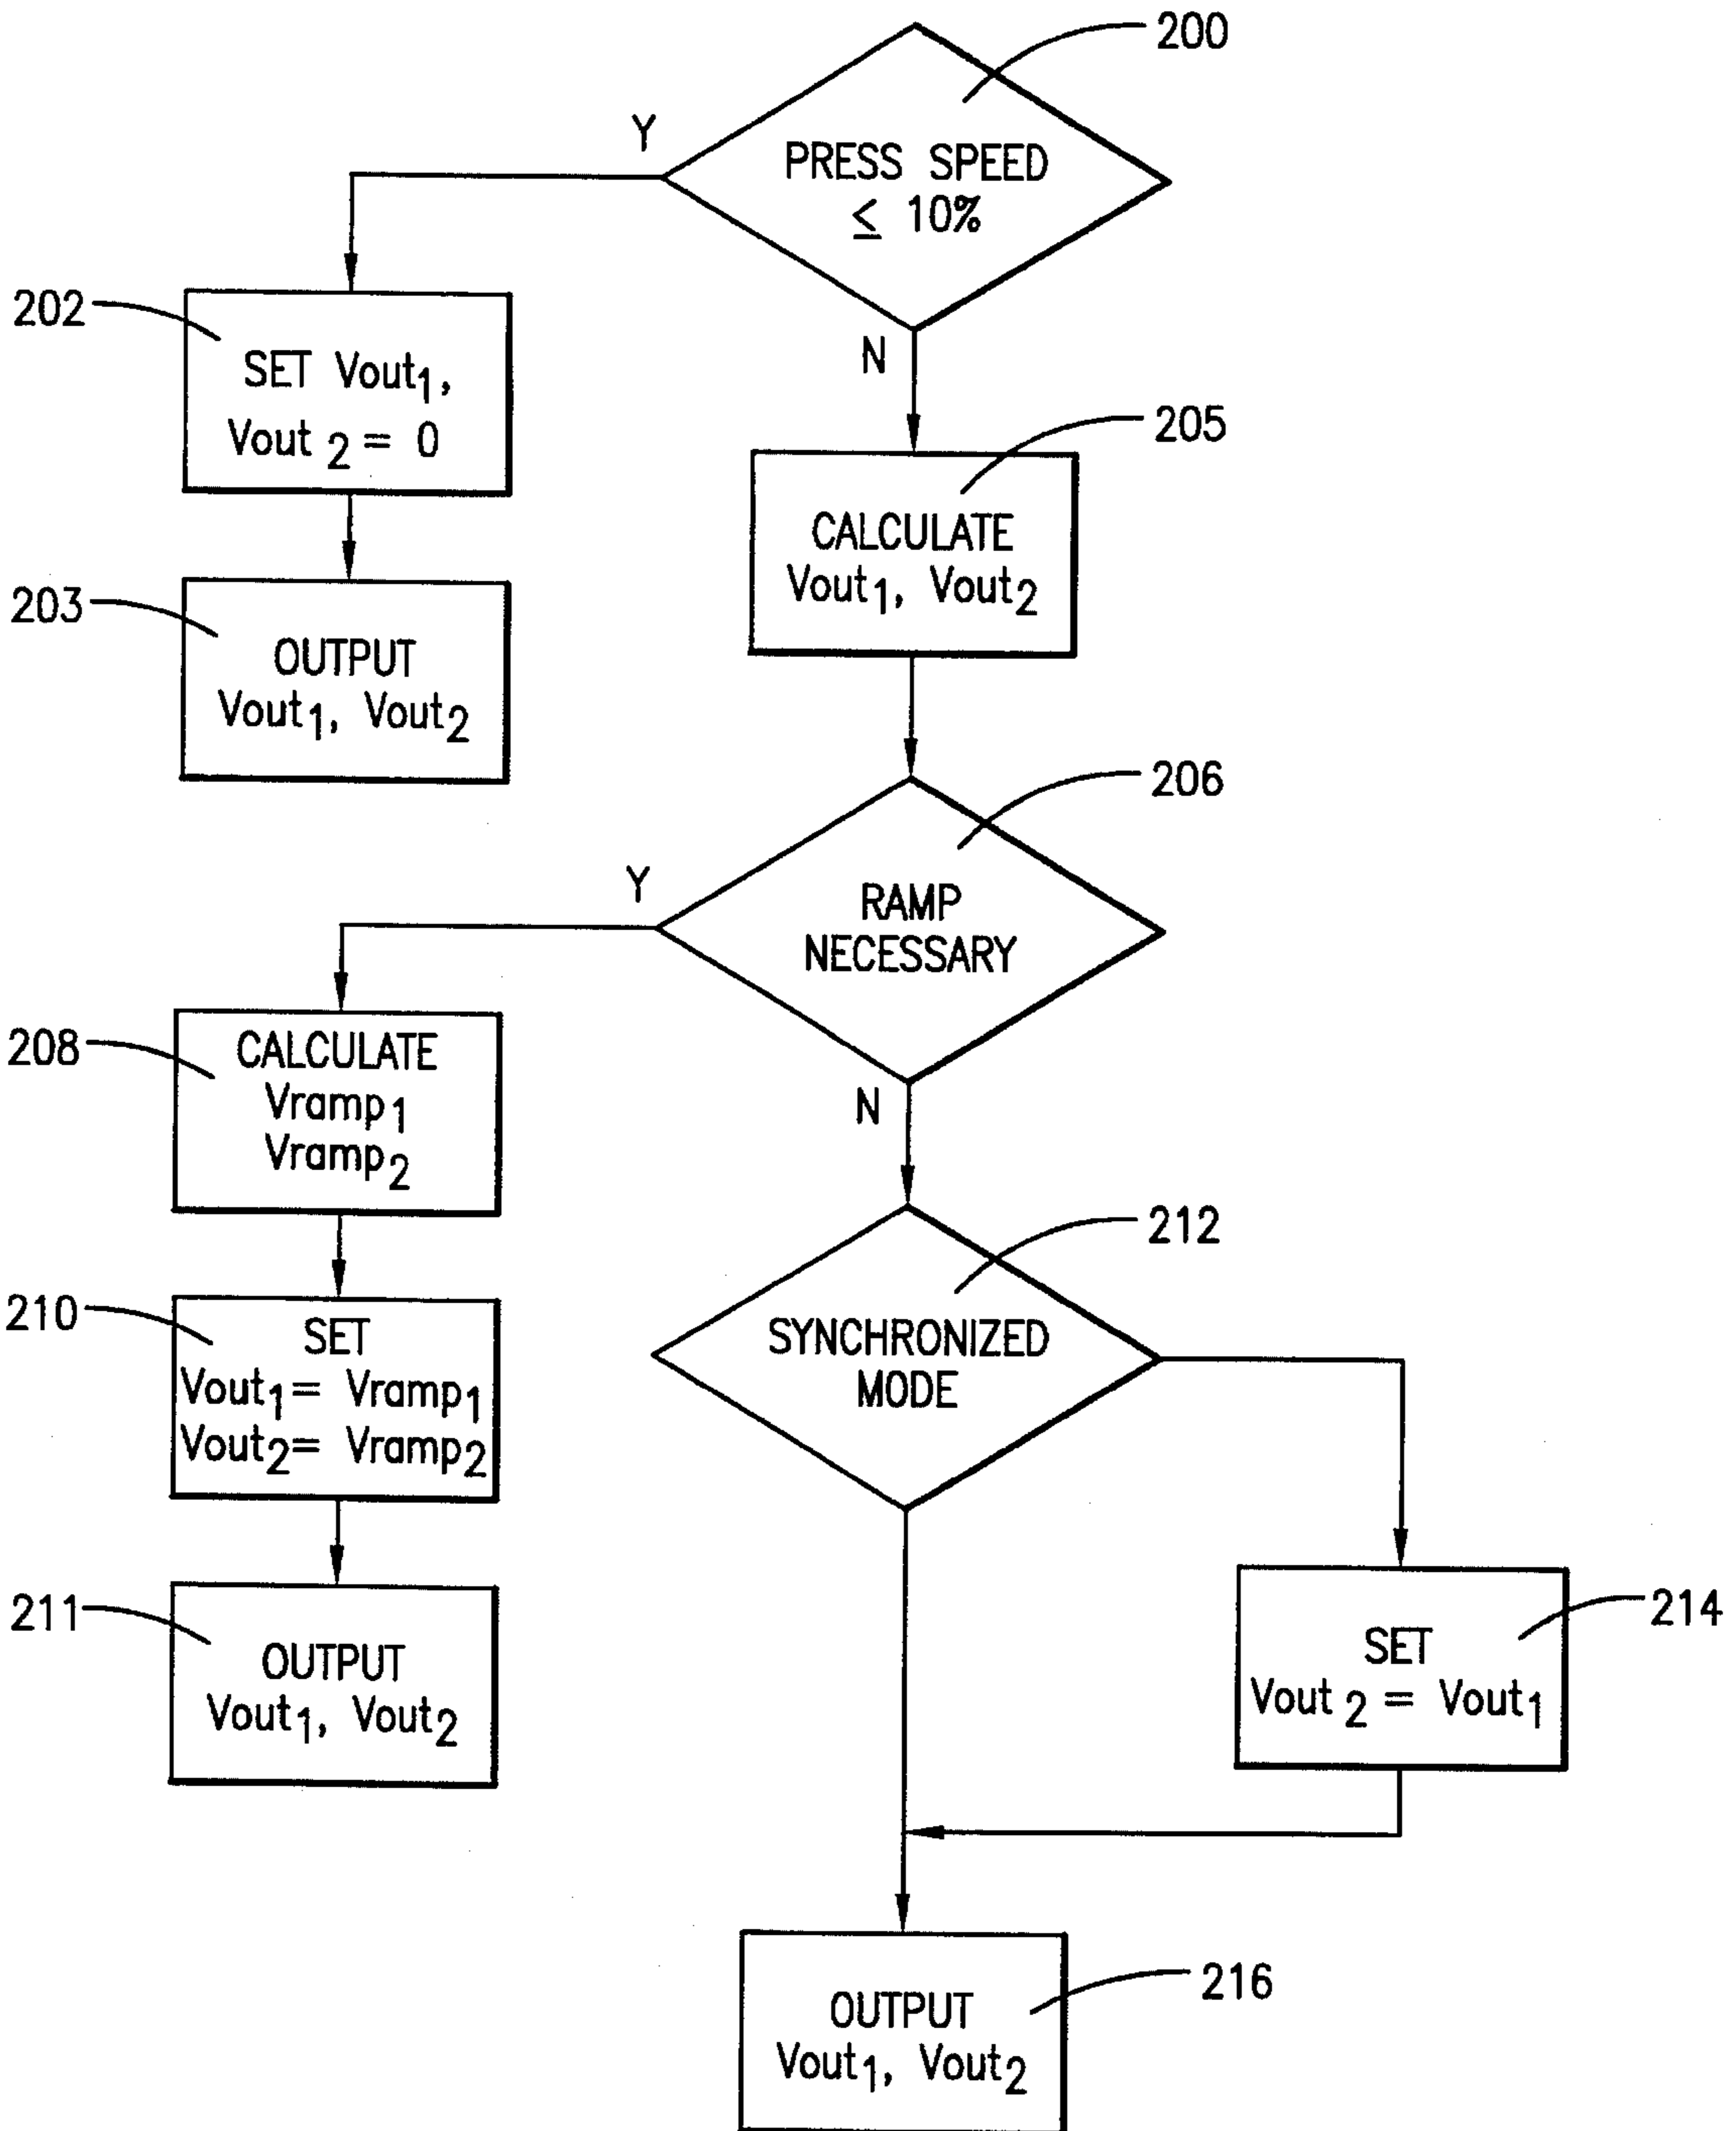 200
Y
PRESS SPEED
≤ 10%
202
SET Vout₁,
Vout ₂ = 0
N
205
CALCULATE
Vout₁, Vout₂
203
OUTPUT
Vout₁, Vout₂
206
Y
RAMP
NECESSARY
208
CALCULATE
Vramp₁
Vramp₂
N
212
210
SET
Vout₁= Vramp₁
Vout₂= Vramp₂
SYNCHRONIZED
MODE
211
OUTPUT
Vout₁, Vout₂
214
SET
Vout ₂ = Vout₁
216
OUTPUT
Vout₁, Vout₂